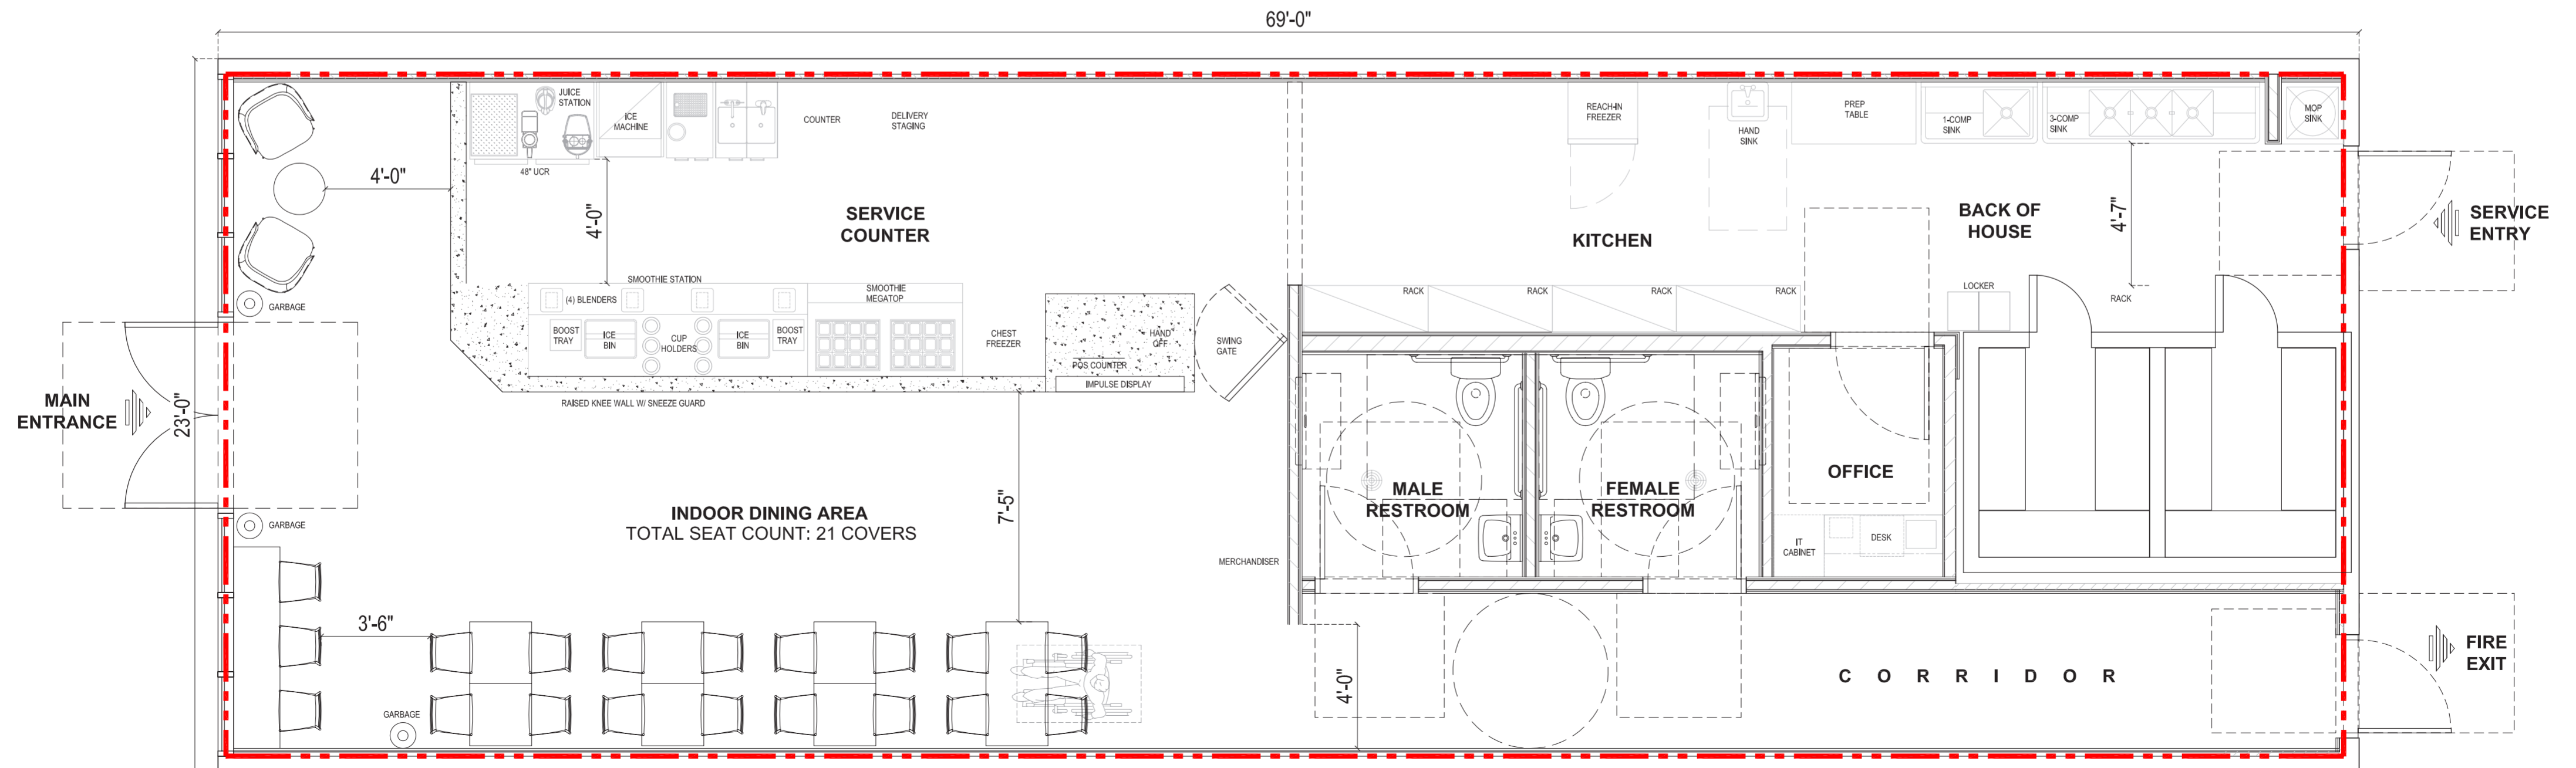 69'-0"
JUICE
STATION
ICE
MACHINE
COUNTER
DELIVERY
STAGING
REACH-IN
FREEZER
HAND
SINK
PREP
TABLE
1-COMP
SINK
3-COMP
SINK
MOP
SINK
48" UCR
4'-0"
4'-0"
SERVICE
COUNTER
KITCHEN
BACK OF
HOUSE
4'-7"
SERVICE
ENTRY
GARBAGE
SMOOTHIE STATION
(4) BLENDERS
SMOOTHIE
MEGATOP
BOOST
TRAY
ICE
BIN
CUP
HOLDERS
ICE
BIN
BOOST
TRAY
CHEST
FREEZER
HAND
OFF
POS COUNTER
IMPULSE DISPLAY
SWING
GATE
RACK
RACK
RACK
RACK
LOCKER
RACK
MAIN
ENTRANCE
23'-0"
RAISED KNEE WALL W/ SNEEZE GUARD
INDOOR DINING AREA
TOTAL SEAT COUNT: 21 COVERS
7'-5"
MERCHANDISER
MALE
RESTROOM
FEMALE
RESTROOM
OFFICE
IT
CABINET
DESK
GARBAGE
3'-6"
GARBAGE
4'-0"
CORRIDOR
FIRE
EXIT